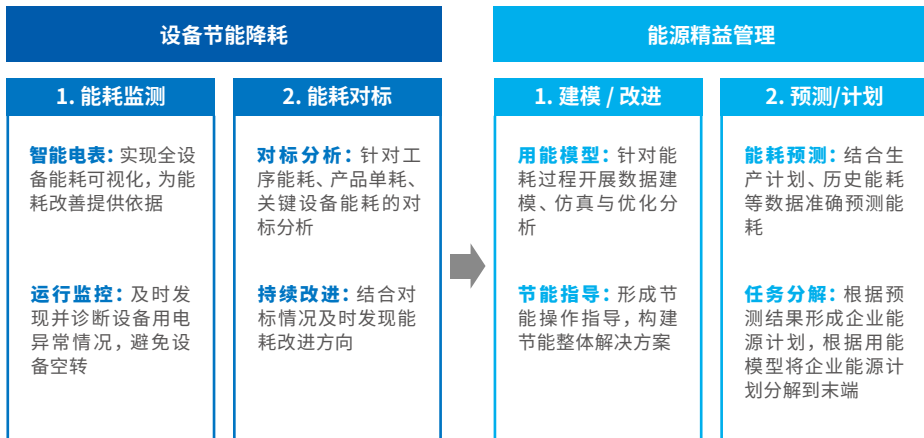 设备节能降耗
能源精益管理
1. 能耗监测
智能电表：实现全设
备能耗可视化，为能
耗改善提供依据
运行监控：及时发
现并诊断设备用电
异常情况，避免设
备空转
2. 能耗对标
对标分析：针对工
序能耗、产品单耗、
关键设备能耗的对
标分析
持续改进：结合对
标情况及时发现能
耗改进方向
1. 建模 / 改进
用能模型：针对能
耗过程开展数据建
模、仿真与优化分
析
节能指导：形成节
能操作指导，构建
节能整体解决方案
2. 预测/计划
能耗预测：结合生
产计划、历史能耗
等数据准确预测能
耗
任务分解：根据预
测结果形成企业能
源计划，根据用能
模型将企业能源计
划分解到末端